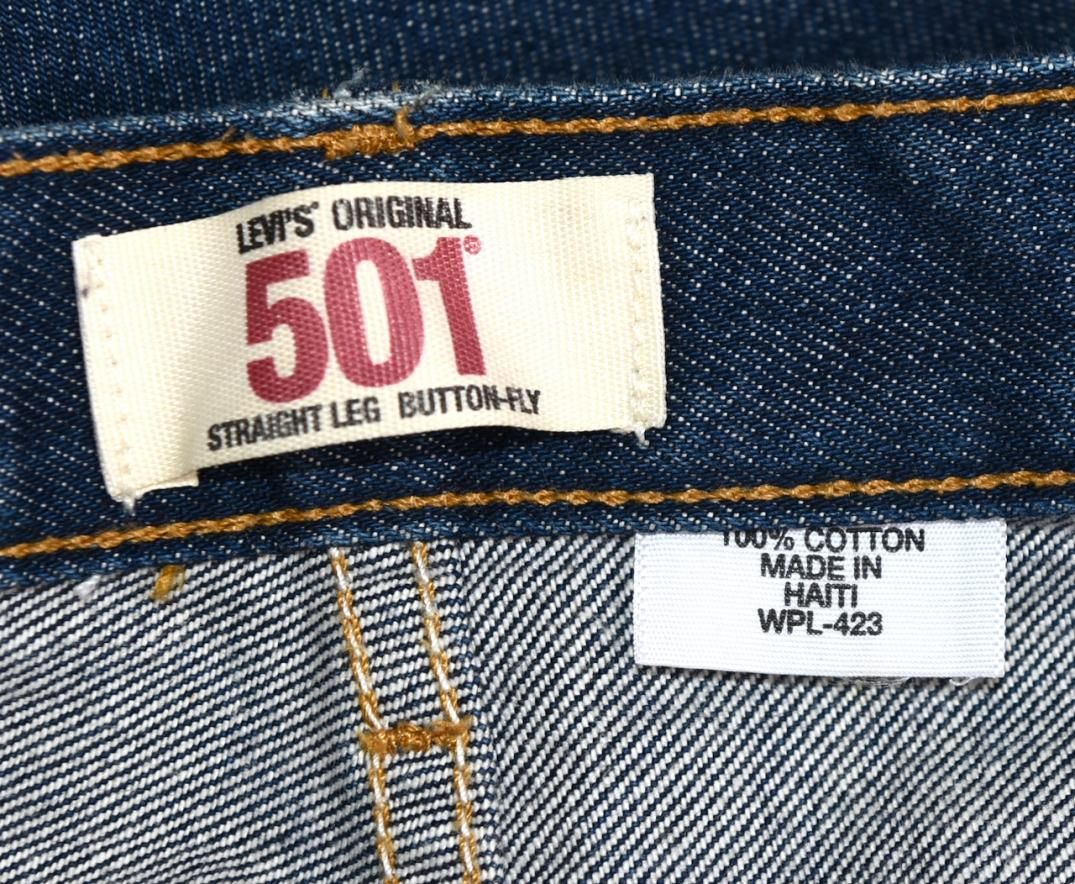 LEVI'S® ORIGINAL
501®
STRAIGHT LEG BUTTON-FLY
100% COTTON
MADE IN
HAITI
WPL-423